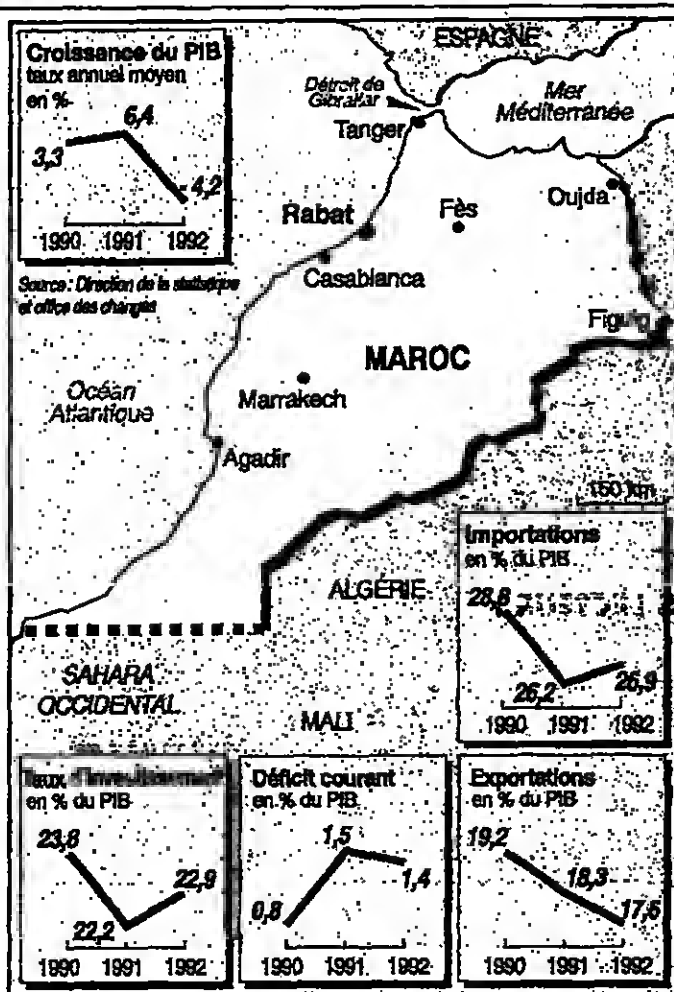 Croissance du PIB
taux annuel moyen
en %
3,3
6,4
4,2
1990 1991 1992
Source : Direction de la statistique
et office des changes
ESPAGNE
Détroit de
Gibraltar
Mer
Méditerranée
Tanger
Rabat
Fès
Oujda
Casablanca
Figuig
MAROC
Océan
Atlantique
Marrakech
Agadir
150 km
ALGÉRIE
SAHARA
OCCIDENTAL
MALI
Importations
en % du PIB
28,8
26,2
26,9
1990 1991 1992
Taux d'investissement
en % du PIB
23,8
22,2
22,9
1990 1991 1992
Déficit courant
en % du PIB
0,8
1,5
1,4
1990 1991 1992
Exportations
en % du PIB
19,2
18,3
17,6
1990 1991 1992